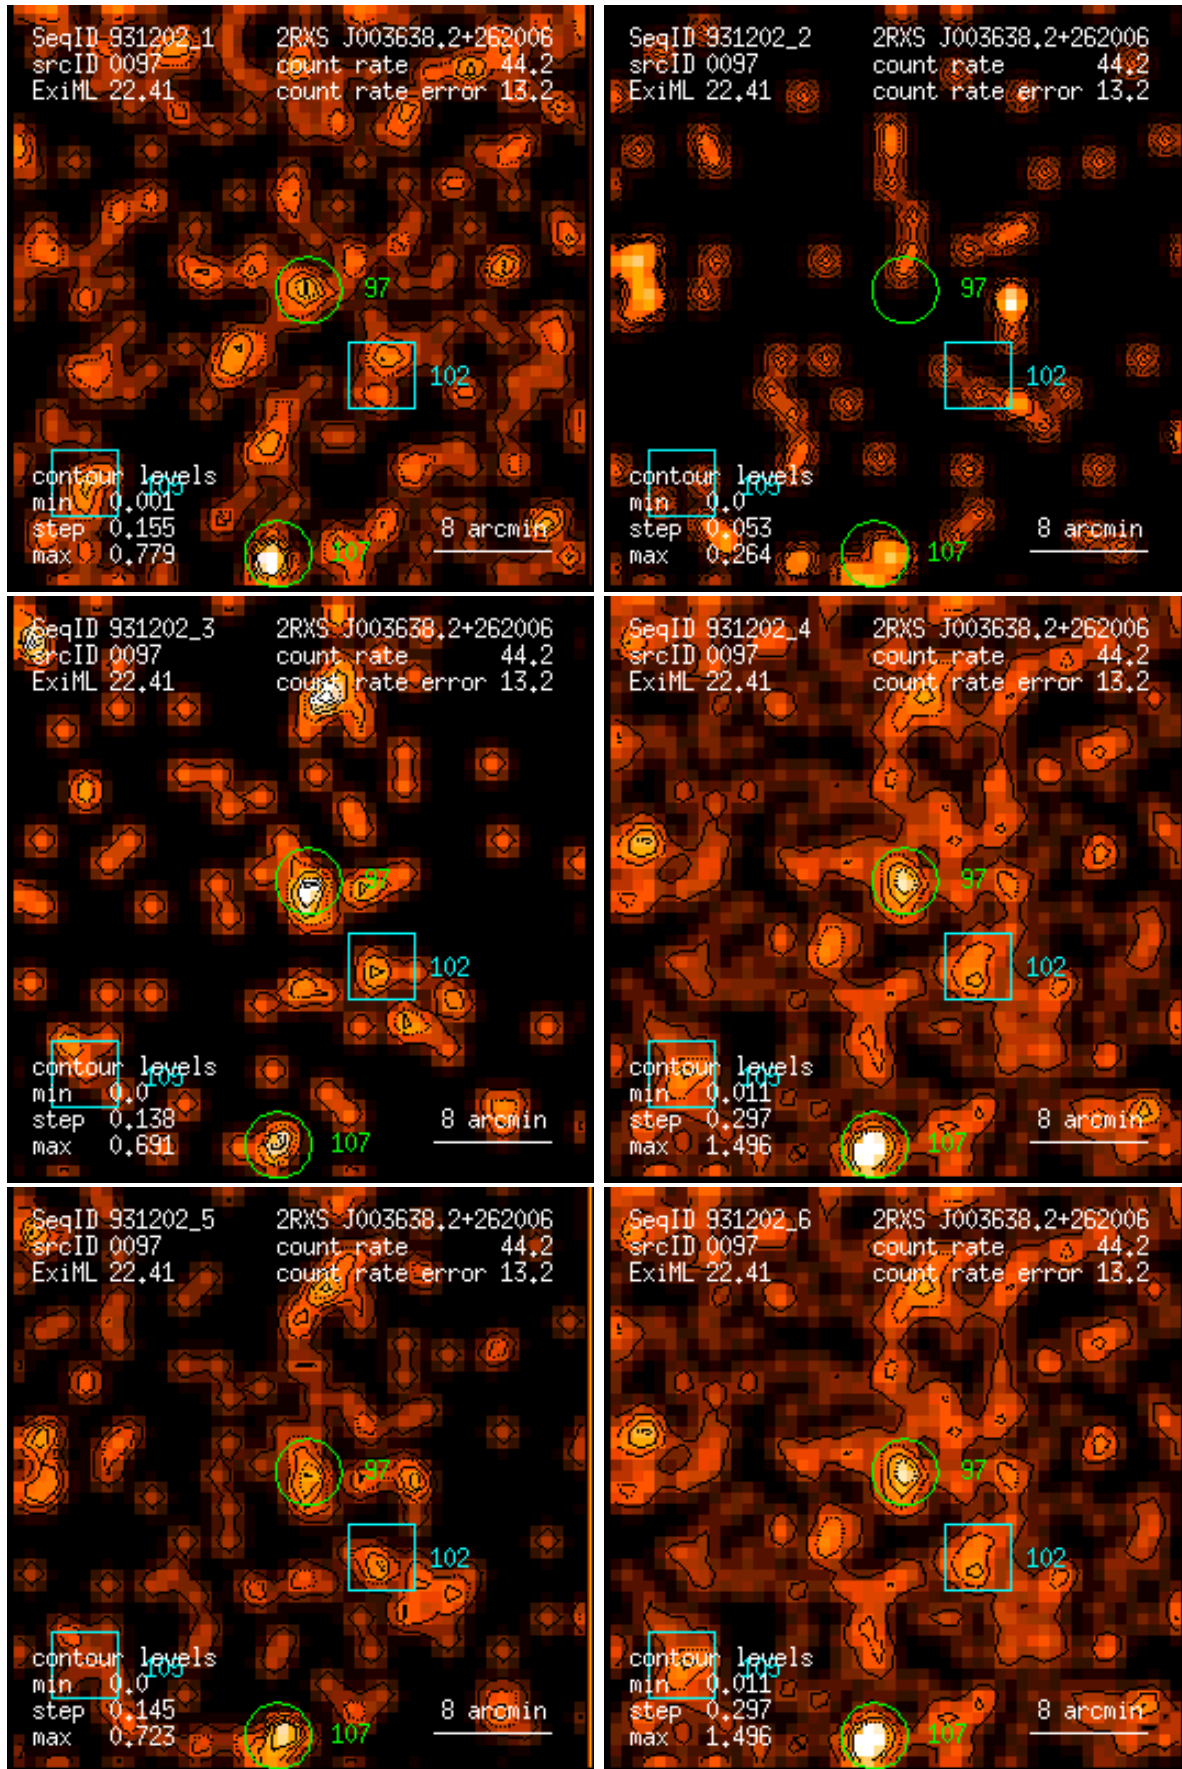 SeqID 931202_1 2RXS J003638.2+262006
srcID 0097 count rate 44.2
ExiML 22.41 count rate error 13.2
97
102
contour levels
109
min 0.001
step 0.155 8 arcmin
max 0.779 107
SeqID 931202_2 2RXS J003638.2+262006
srcID 0097 count rate 44.2
ExiML 22.41 count rate error 13.2
97
102
contour levels
109
min 0.0
step 0.053 8 arcmin
max 0.264 107
SeqID 931202_3 2RXS J003638.2+262006
srcID 0097 count rate 44.2
ExiML 22.41 count rate error 13.2
97
102
contour levels
109
min 0.0
step 0.138 8 arcmin
max 0.691 107
SeqID 931202_4 2RXS J003638.2+262006
srcID 0097 count rate 44.2
ExiML 22.41 count rate error 13.2
97
102
contour levels
109
min 0.011
step 0.297 8 arcmin
max 1.496 107
SeqID 931202_5 2RXS J003638.2+262006
srcID 0097 count rate 44.2
ExiML 22.41 count rate error 13.2
97
102
contour levels
109
min 0.0
step 0.145 8 arcmin
max 0.723 107
SeqID 931202_6 2RXS J003638.2+262006
srcID 0097 count rate 44.2
ExiML 22.41 count rate error 13.2
97
102
contour levels
109
min 0.011
step 0.297 8 arcmin
max 1.496 107